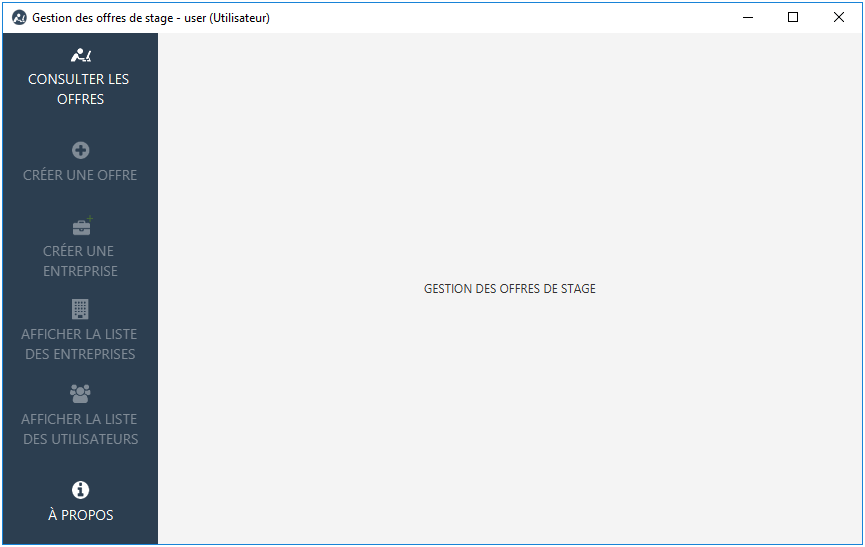 Gestion des offres de stage - user (Utilisateur)
CONSULTER LES
OFFRES
CRÉER UNE OFFRE
CRÉER UNE
ENTREPRISE
AFFICHER LA LISTE
DES ENTREPRISES
AFFICHER LA LISTE
DES UTILISATEURS
À PROPOS
GESTION DES OFFRES DE STAGE